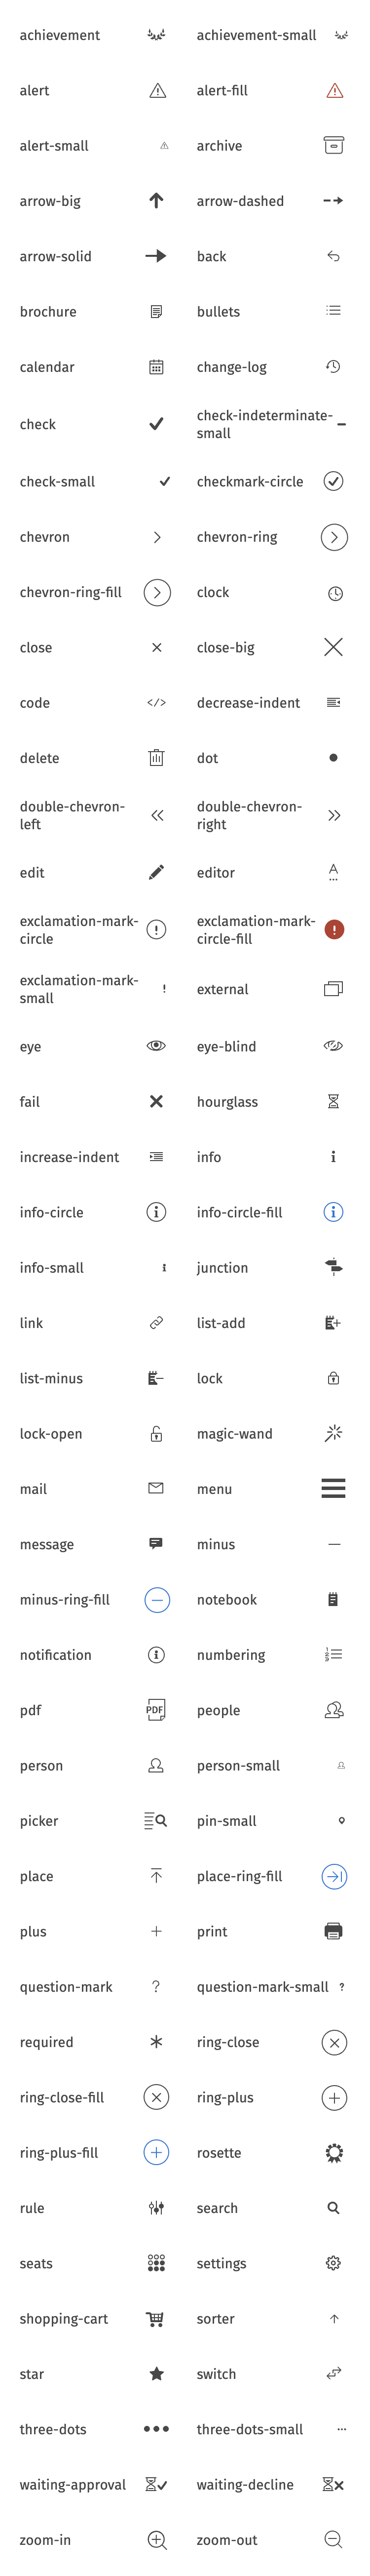 achievement
achievement-small
alert
alert-fill
alert-small
archive
arrow-big
arrow-dashed
arrow-solid
back
brochure
bullets
calendar
change-log
check
check-indeterminate-
small
check-small
checkmark-circle
chevron
chevron-ring
chevron-ring-fill
clock
close
close-big
code
decrease-indent
delete
dot
double-chevron-
left
double-chevron-
right
edit
editor
exclamation-mark-
circle
exclamation-mark-
circle-fill
exclamation-mark-
small
external
eye
eye-blind
fail
hourglass
increase-indent
info
info-circle
info-circle-fill
info-small
junction
link
list-add
list-minus
lock
lock-open
magic-wand
mail
menu
message
minus
minus-ring-fill
notebook
notification
numbering
pdf
PDF
people
person
person-small
picker
pin-small
place
place-ring-fill
plus
print
question-mark
question-mark-small
required
ring-close
ring-close-fill
ring-plus
ring-plus-fill
rosette
rule
search
seats
settings
shopping-cart
sorter
star
switch
three-dots
three-dots-small
waiting-approval
waiting-decline
zoom-in
zoom-out